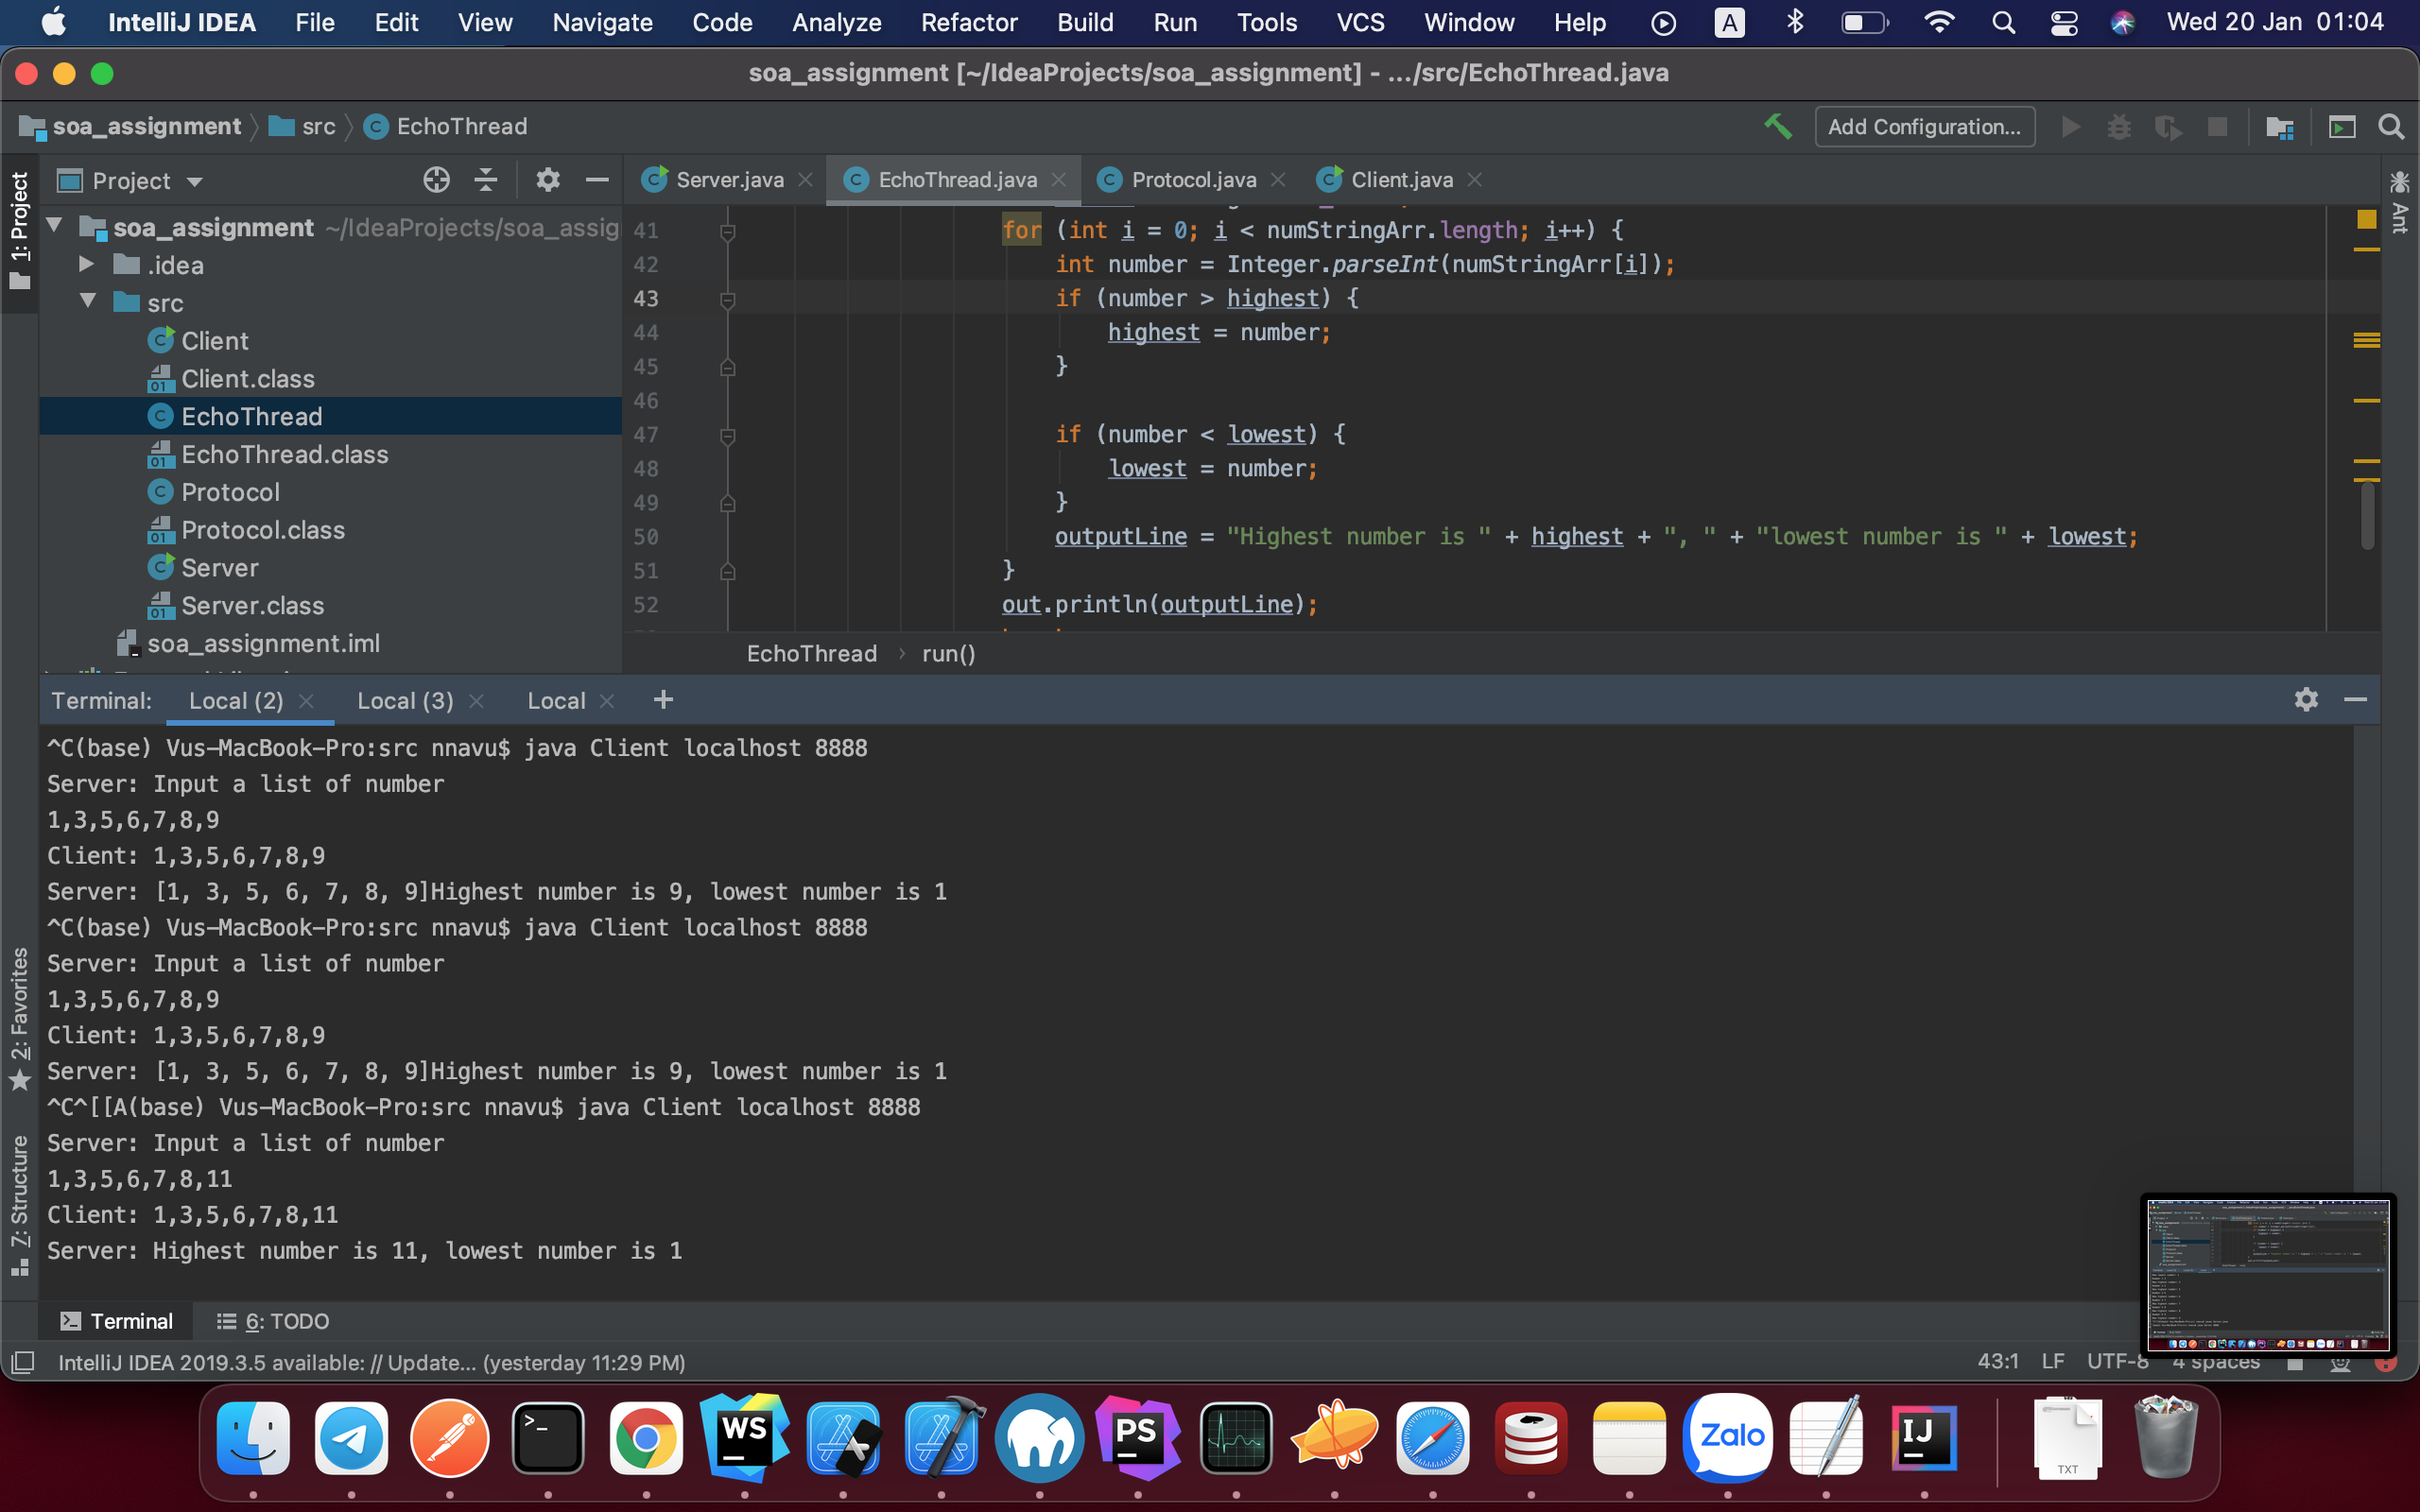 IntelliJ IDEA File Edit View Navigate Code Analyze Refactor Build Run Tools VCS Window Help A Wed 20 Jan 01:04
soa_assignment [~/IdeaProjects/soa_assignment] - .../src/EchoThread.java
soa_assignment src EchoThread Add Configuration...
1: Project
Project
Server.java EchoThread.java Protocol.java Client.java
Ant
soa_assignment ~/IdeaProjects/soa_assig
.idea
src
Client
Client.class
EchoThread
EchoThread.class
Protocol
Protocol.class
Server
Server.class
soa_assignment.iml
41 for (int i = 0; i < numStringArr.length; i++) {
42 int number = Integer.parseInt(numStringArr[i]);
43 if (number > highest) {
44 highest = number;
45 }
46
47 if (number < lowest) {
48 lowest = number;
49 }
50 outputLine = "Highest number is " + highest + ", " + "lowest number is " + lowest;
51 }
52 out.println(outputLine);
EchoThread › run()
Terminal: Local (2) Local (3) Local +
^C(base) Vus-MacBook-Pro:src nnavu$ java Client localhost 8888
Server: Input a list of number
1,3,5,6,7,8,9
Client: 1,3,5,6,7,8,9
Server: [1, 3, 5, 6, 7, 8, 9]Highest number is 9, lowest number is 1
^C(base) Vus-MacBook-Pro:src nnavu$ java Client localhost 8888
Server: Input a list of number
1,3,5,6,7,8,9
Client: 1,3,5,6,7,8,9
Server: [1, 3, 5, 6, 7, 8, 9]Highest number is 9, lowest number is 1
^C^[[A(base) Vus-MacBook-Pro:src nnavu$ java Client localhost 8888
Server: Input a list of number
1,3,5,6,7,8,11
Client: 1,3,5,6,7,8,11
Server: Highest number is 11, lowest number is 1
2: Favorites
7: Structure
Terminal 6: TODO
IntelliJ IDEA 2019.3.5 available: // Update... (yesterday 11:29 PM) 43:1 LF UTF-8 4 spaces
WS PS Zalo IJ TXT